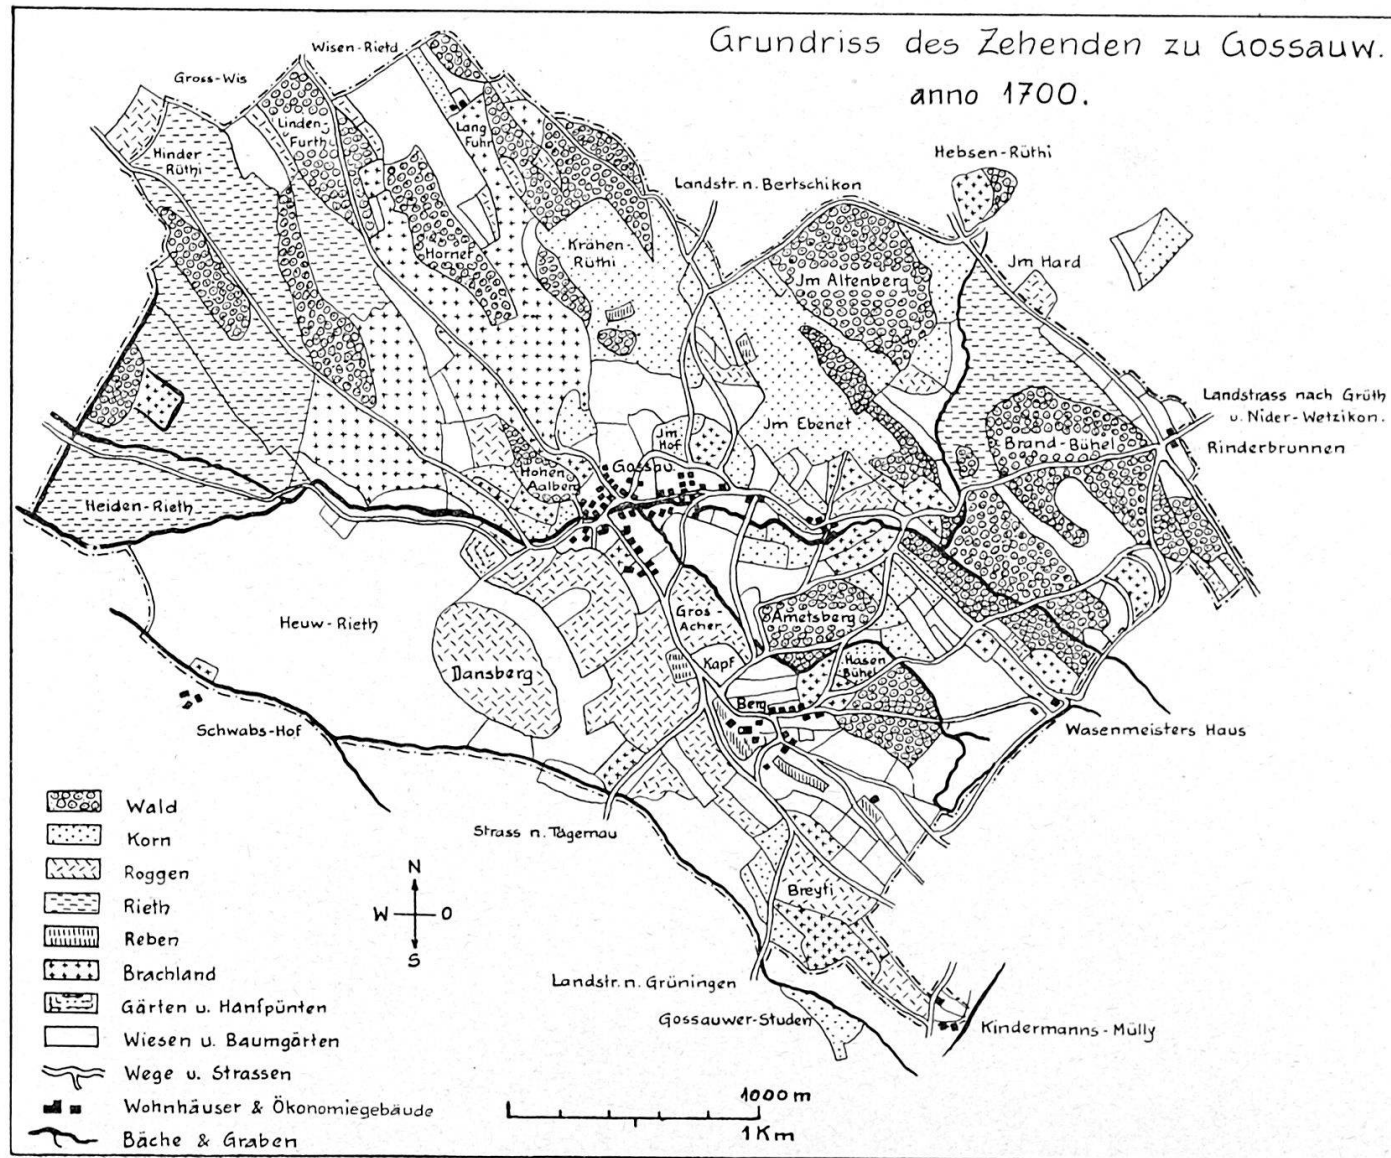 Grundriss des Zehenden zu Gossauw.
anno 1700.
Wisen-Rietd
Gross-Wis
Linden-
Furth
Lang
Fuhr
Hinder
Rüthi
Hebsen-Rüthi
Landstr. n. Bertschikon
Krähen-
Rüthi
Hornet
Jm Hard
Jm Altenberg
Landstrass nach Grüth
u. Nider-Wetzikon.
Rinderbrunnen
Jm Ebenet
Brand-Bühel
Jm
Hof
Gossau
Hohen
Aalberg
Heiden-Rieth
Heuw-Rieth
Gros-
Acher
Ametsberg
Dansberg
Kapf
Hasen
Bühel
Berg
Schwabs-Hof
Wasenmeisters Haus
Strass n. Tägernau
Breyti
Landstr. n. Grüningen
Gossauwer-Studen
Kindermanns-Mülly
Wald
Korn
Roggen
Rieth
Reben
Brachland
Gärten u. Hanfpünten
Wiesen u. Baumgärten
Wege u. Strassen
Wohnhäuser & Ökonomiegebäude
Bäche & Graben
N
W
O
S
1000 m
1 Km